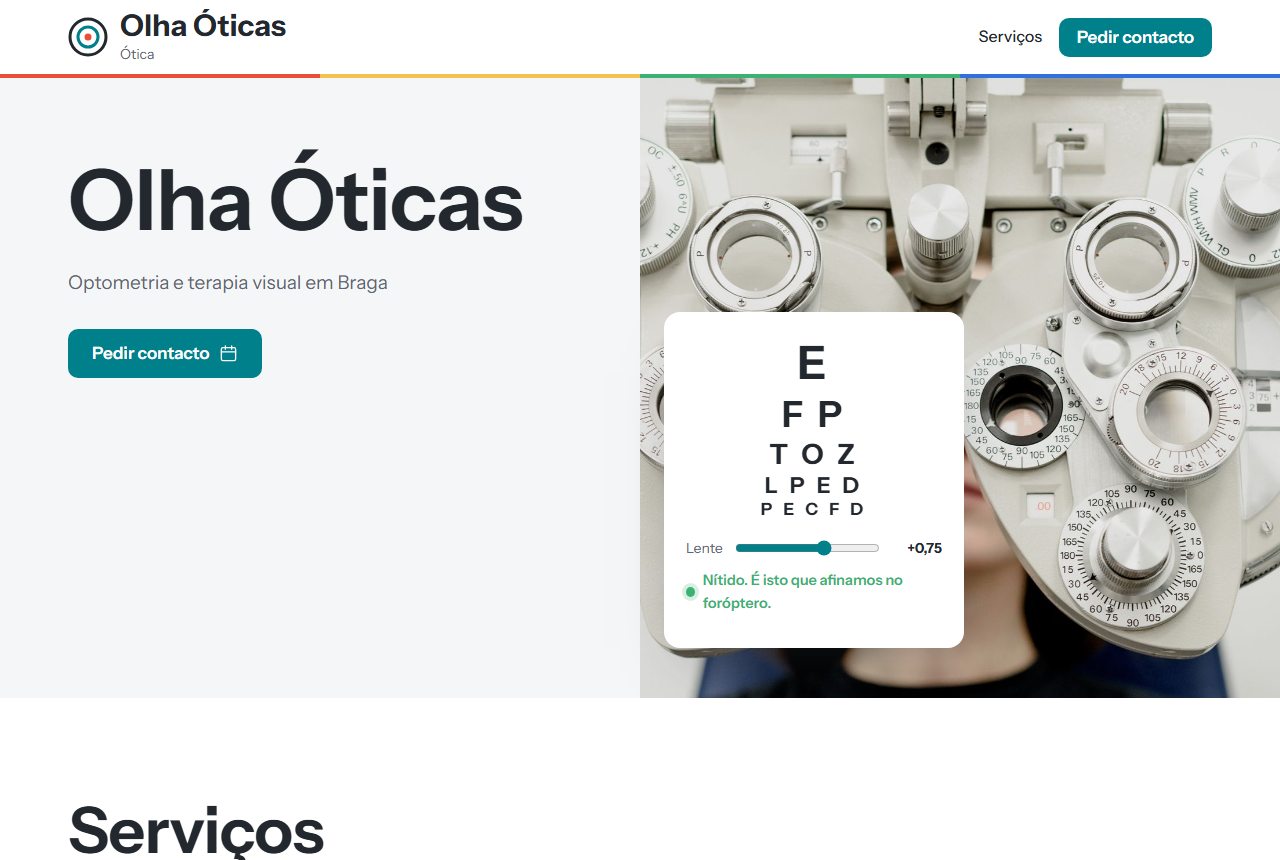 Olha Óticas
Ótica
Serviços
Pedir contacto
Olha Óticas
Optometria e terapia visual em Braga
Pedir contacto
E
F P
T O Z
L P E D
P E C F D
Lente
+0,75
Nítido. É isto que afinamos no
foróptero.
Serviços